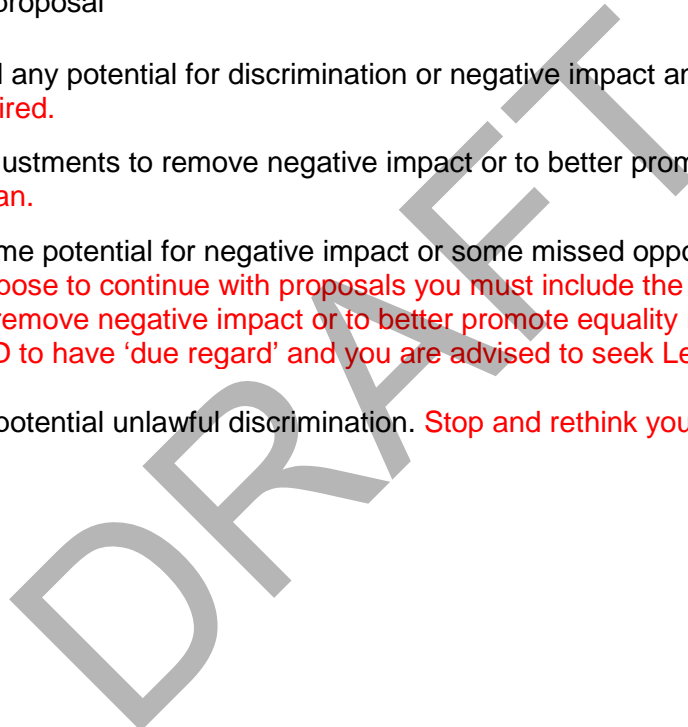 proposal
any potential for discrimination or negative impact
ired.
justments to remove negative impact or to better prom
an.
me potential for negative impact or some missed oppo
pose to continue with proposals you must include the
remove negative impact or to better promote equality
D to have ‘due regard’ and you are advised to seek Le
potential unlawful discrimination. Stop and rethink you
DRAFT